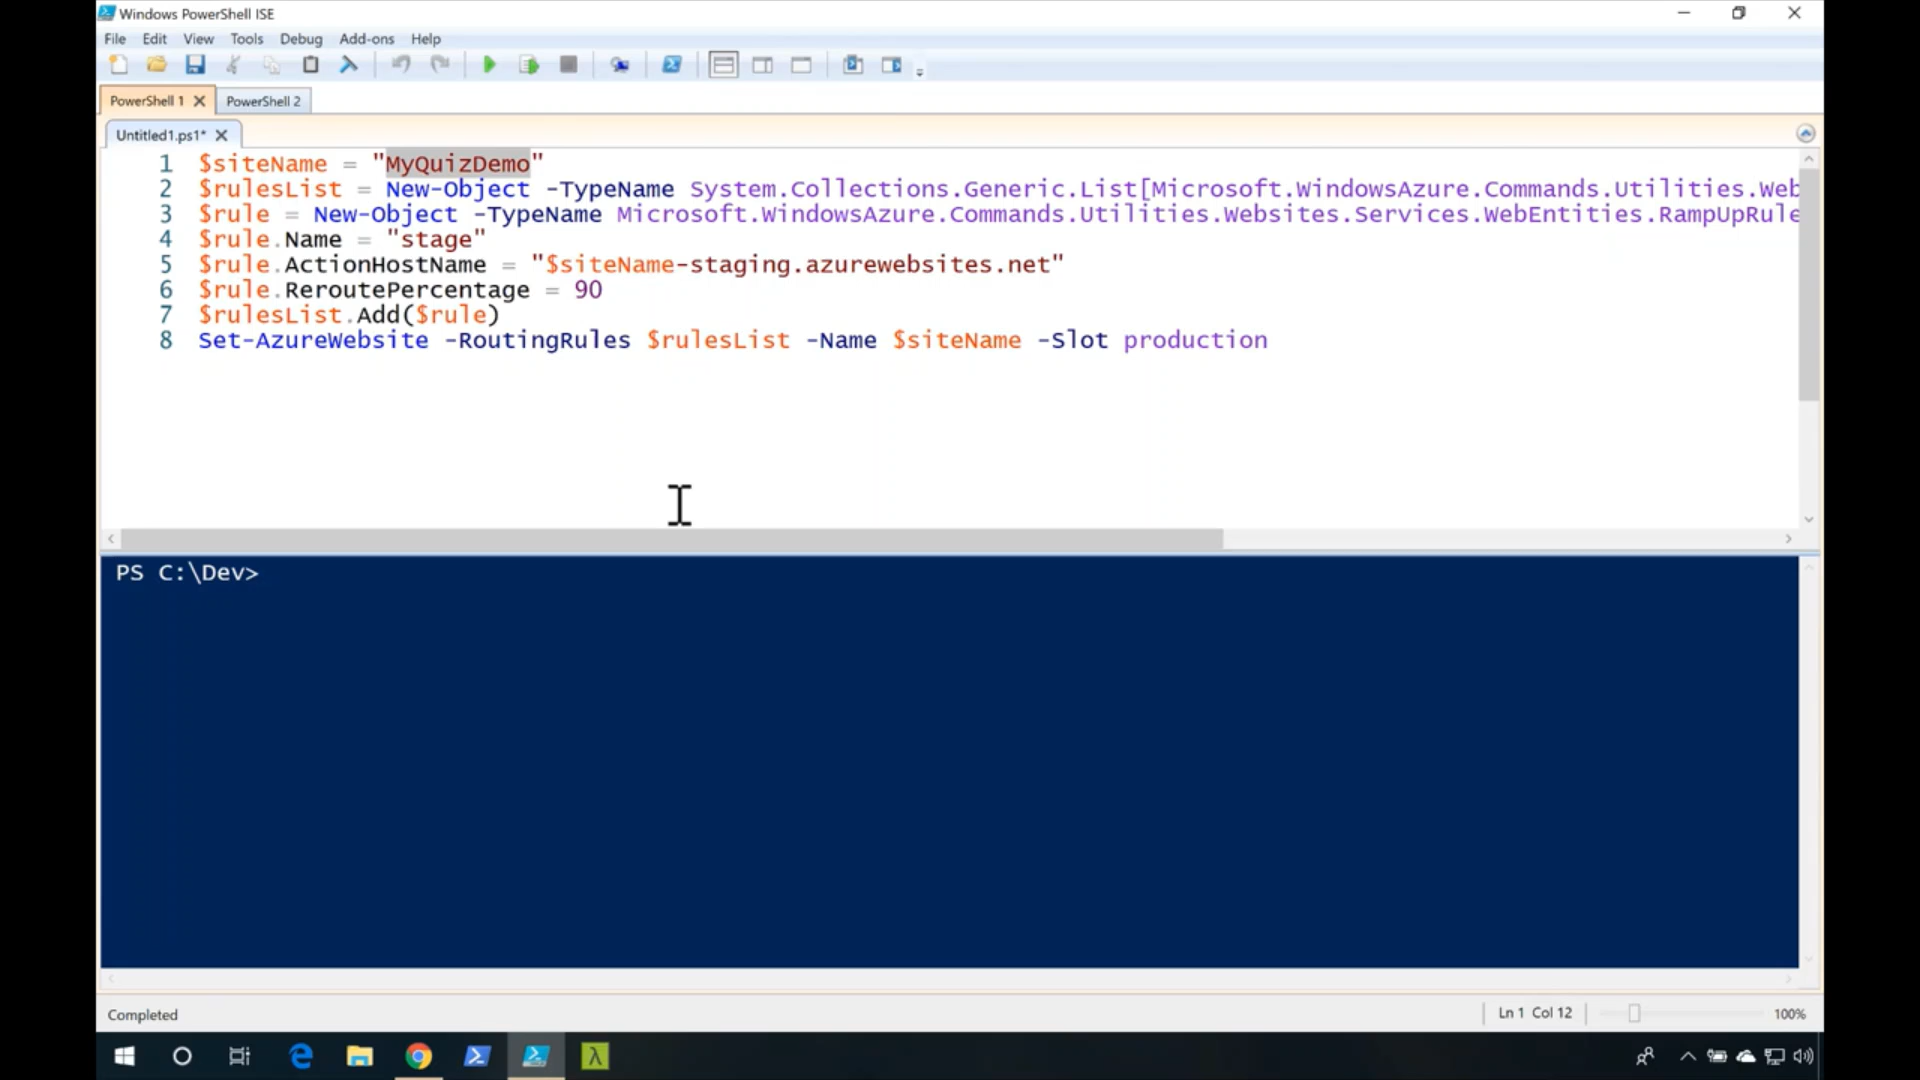 Windows PowerShell ISE
File Edit View Tools Debug Add-ons Help
PowerShell 1 PowerShell 2
Untitled1.ps1*
1 $siteName = "MyQuizDemo"
2 $rulesList = New-Object -TypeName System.Collections.Generic.List[Microsoft.WindowsAzure.Commands.Utilities.Web
3 $rule = New-Object -TypeName Microsoft.WindowsAzure.Commands.Utilities.Websites.Services.WebEntities.RampUpRule
4 $rule.Name = "stage"
5 $rule.ActionHostName = "$siteName-staging.azurewebsites.net"
6 $rule.ReroutePercentage = 90
7 $rulesList.Add($rule)
8 Set-AzureWebsite -RoutingRules $rulesList -Name $siteName -Slot production
PS C:\Dev>
Completed Ln 1 Col 12 100%